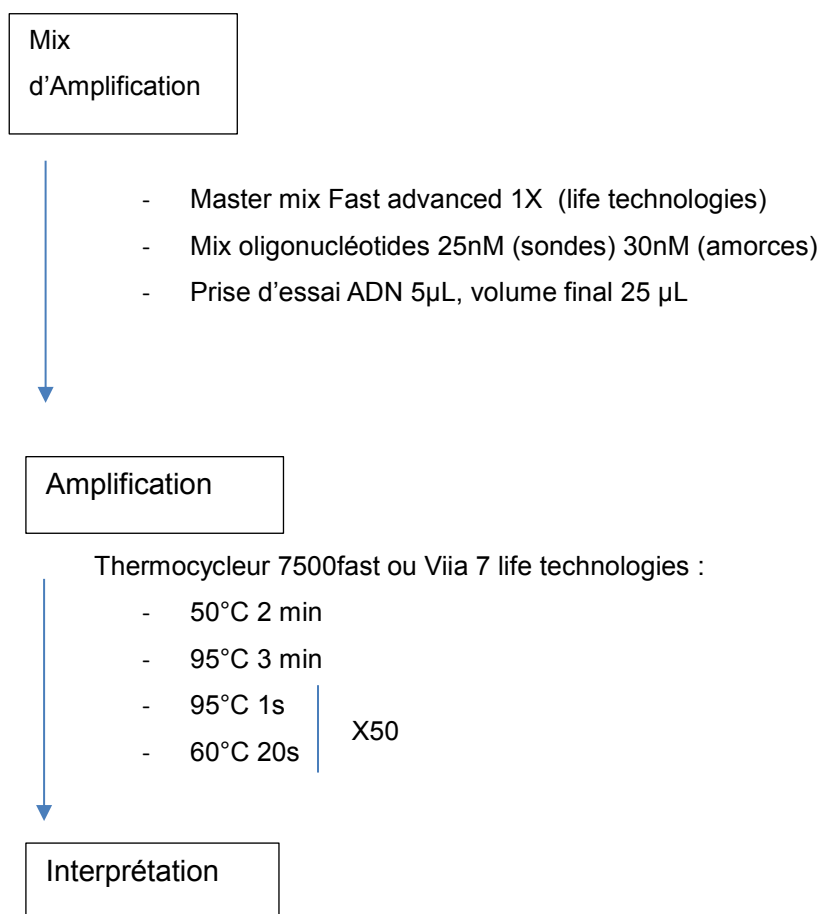 Mix
d’Amplification
- Master mix Fast advanced 1X (life technologies)
- Mix oligonucléotides 25nM (sondes) 30nM (amorces)
- Prise d’essai ADN 5µL, volume final 25 µL
Amplification
Thermocycleur 7500fast ou Viia 7 life technologies :
- 50°C 2 min
- 95°C 3 min
- 95°C 1s
- 60°C 20s
X50
Interprétation